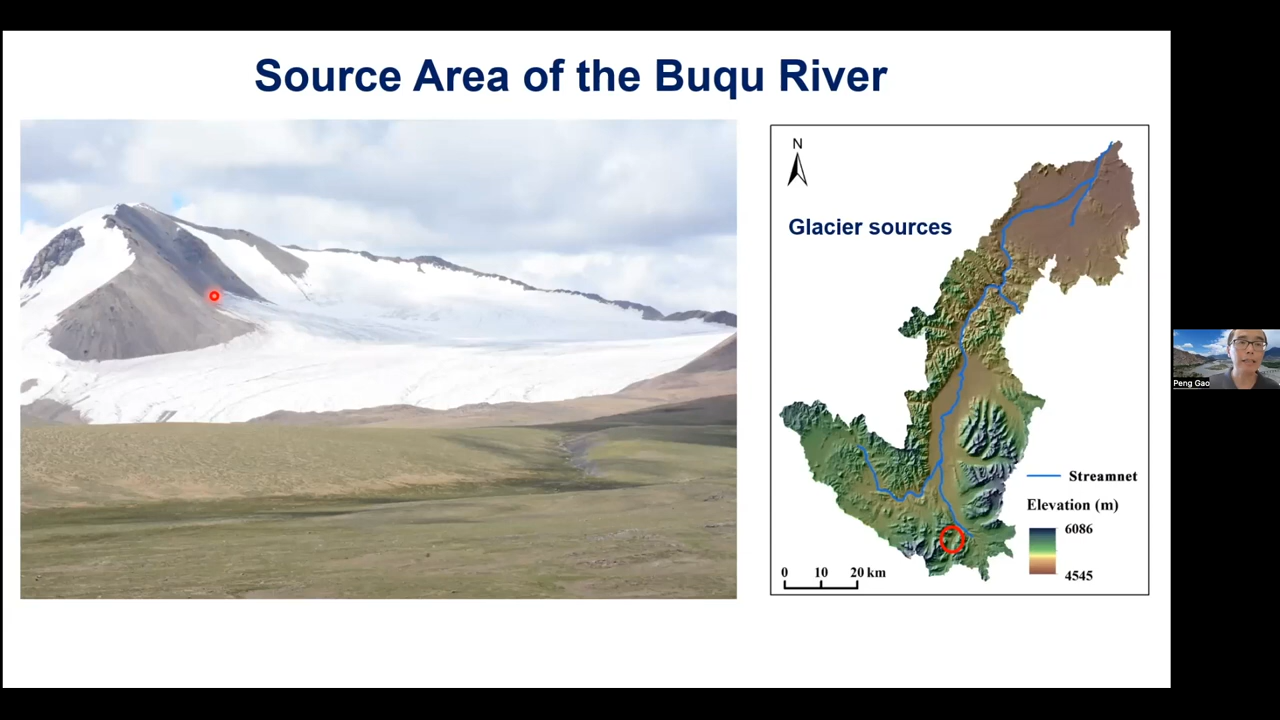 Source Area of the Buqu River
N
Glacier sources
Streamnet
Elevation (m)
6086
4545
0 10 20 km
Peng Gao